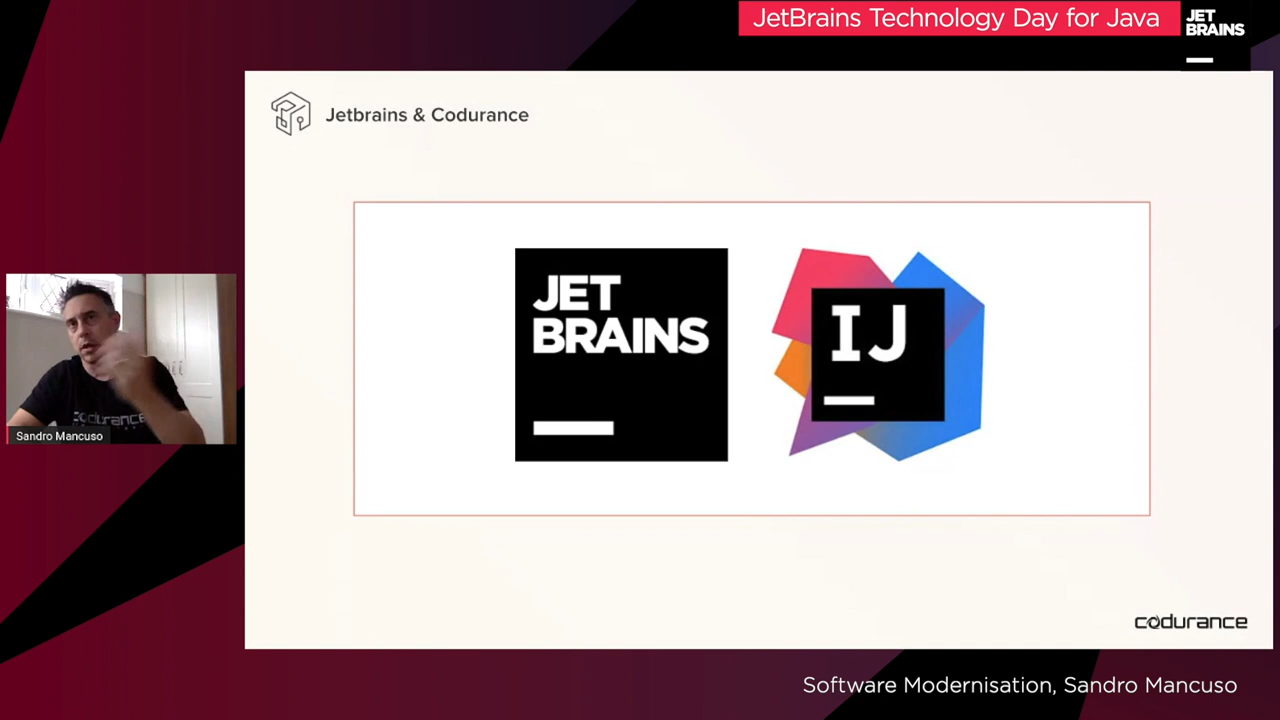 JetBrains Technology Day for Java
JET
BRAINS
Jetbrains & Codurance
JET
BRAINS
IJ
codurance
Sandro Mancuso
codurance
Software Modernisation, Sandro Mancuso